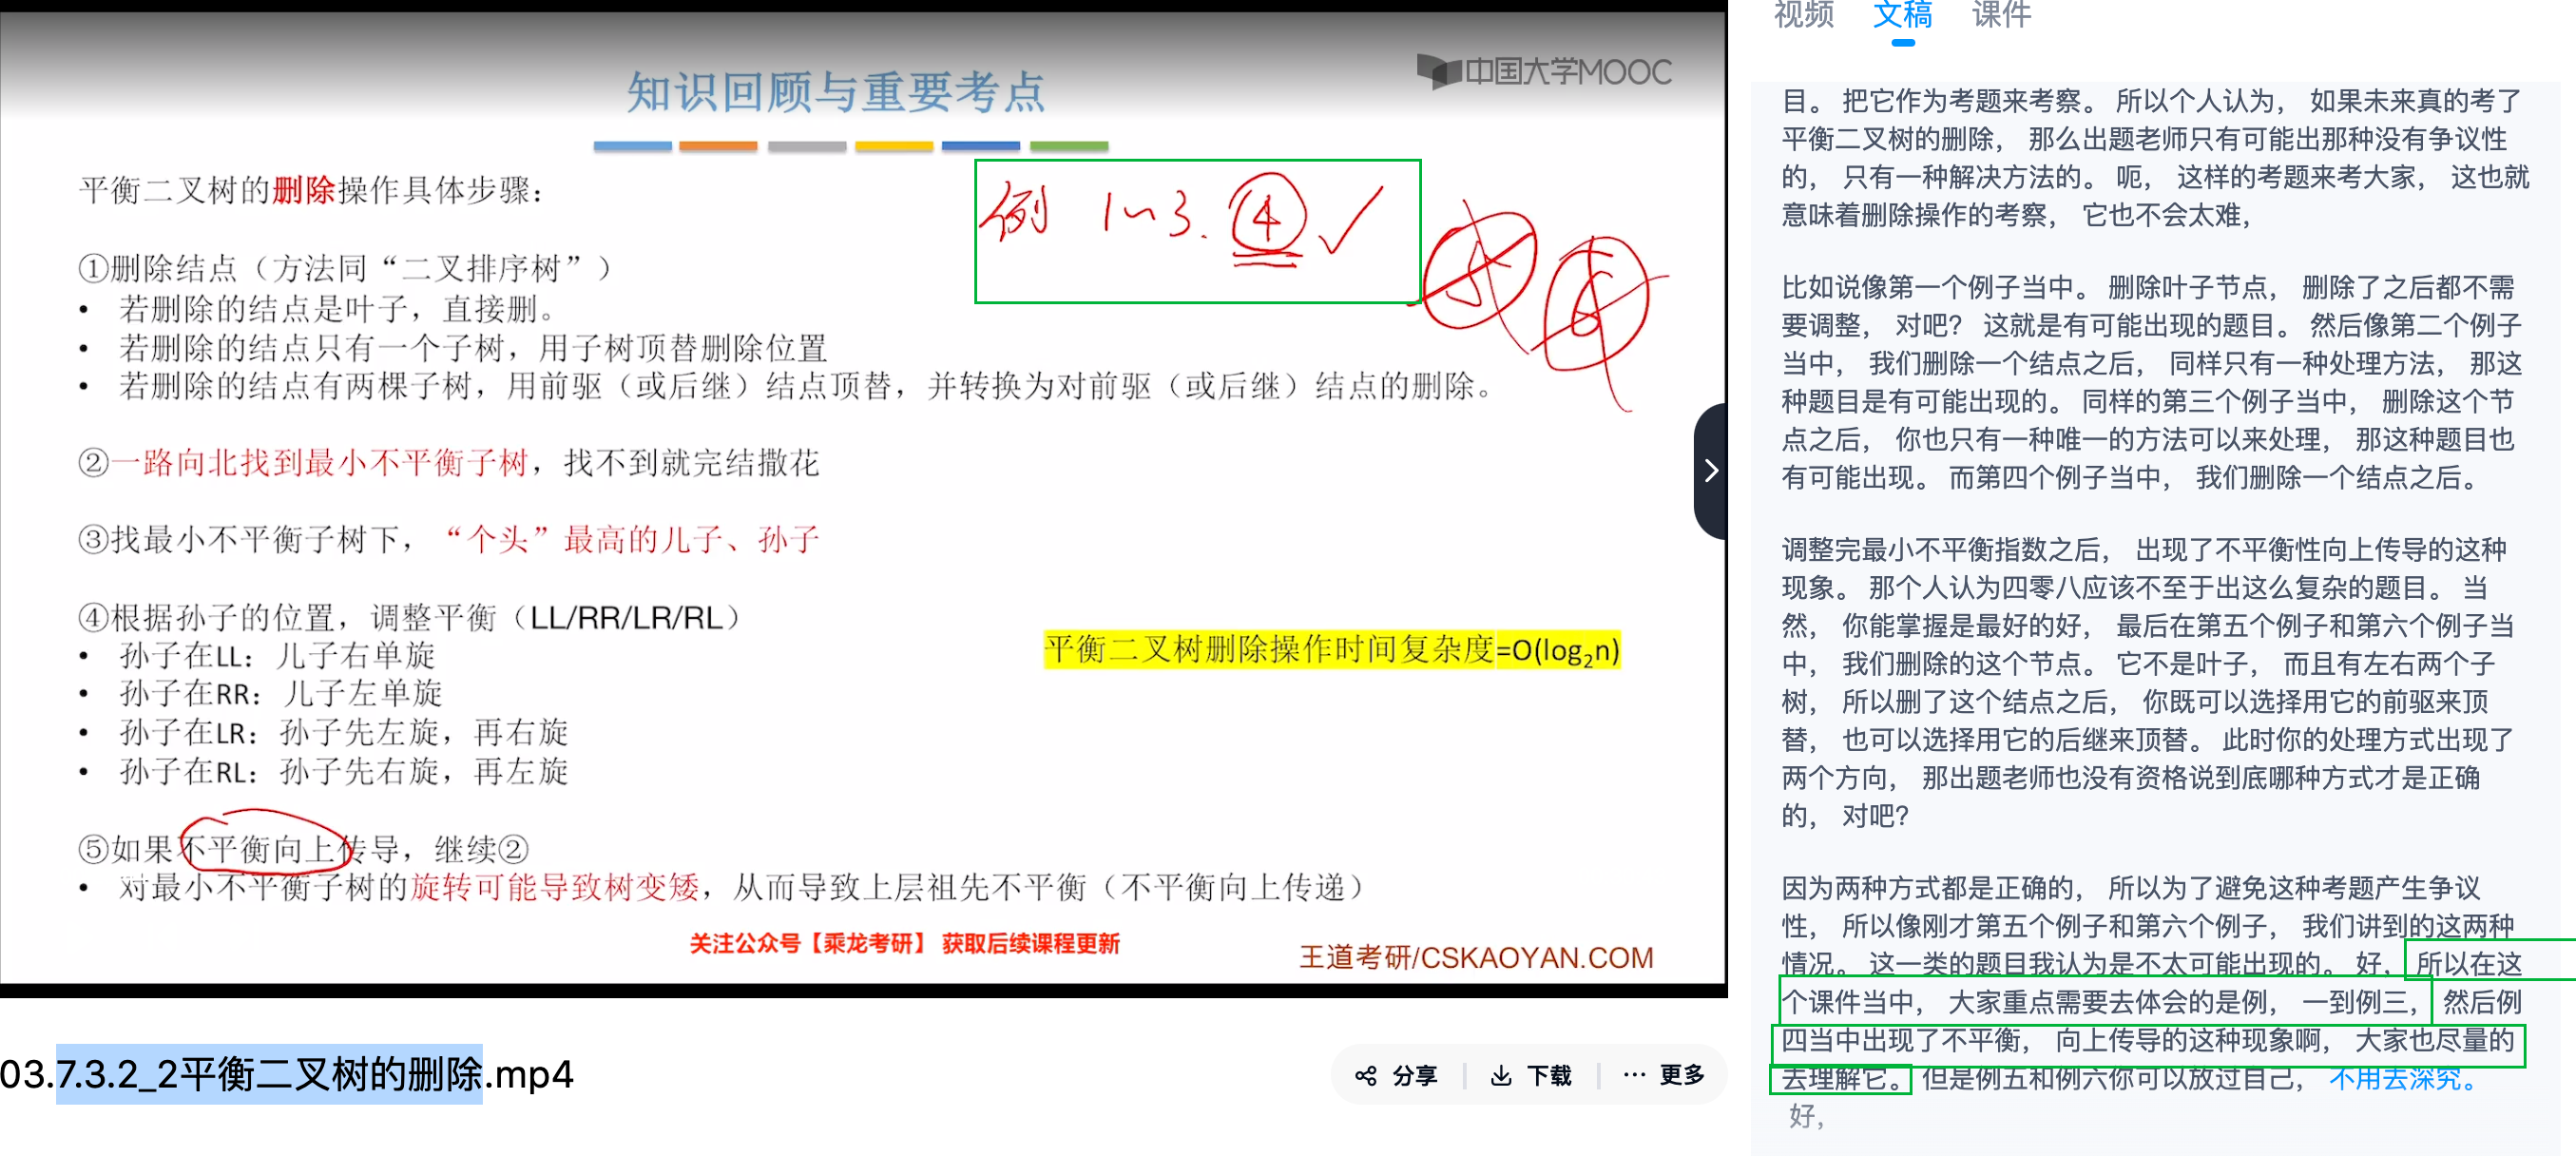 中国大学MOOC
知识回顾与重要考点
平衡二叉树的删除操作具体步骤：
例 1~3. ④ ✓
5
6
①删除结点（方法同“二叉排序树”）
• 若删除的结点是叶子，直接删。
• 若删除的结点只有一个子树，用子树顶替删除位置
• 若删除的结点有两棵子树，用前驱（或后继）结点顶替，并转换为对前驱（或后继）结点的删除。
②一路向北找到最小不平衡子树，找不到就完结撒花
③找最小不平衡子树下，“个头”最高的儿子、孙子
④根据孙子的位置，调整平衡（LL/RR/LR/RL）
• 孙子在LL：儿子右单旋
• 孙子在RR：儿子左单旋
• 孙子在LR：孙子先左旋，再右旋
• 孙子在RL：孙子先右旋，再左旋
平衡二叉树删除操作时间复杂度=O(log₂n)
⑤如果不平衡向上传导，继续②
• 对最小不平衡子树的旋转可能导致树变矮，从而导致上层祖先不平衡（不平衡向上传递）
关注公众号【乘龙考研】 获取后续课程更新
王道考研/CSKAOYAN.COM
03.7.3.2_2平衡二叉树的删除.mp4
分享
下载
更多
视频 文稿 课件
目。 把它作为考题来考察。 所以个人认为， 如果未来真的考了
平衡二叉树的删除， 那么出题老师只有可能出那种没有争议性
的， 只有一种解决方法的。 呃， 这样的考题来考大家， 这也就
意味着删除操作的考察， 它也不会太难，
比如说像第一个例子当中。 删除叶子节点， 删除了之后都不需
要调整， 对吧？ 这就是有可能出现的题目。 然后像第二个例子
当中， 我们删除一个结点之后， 同样只有一种处理方法， 那这
种题目是有可能出现的。 同样的第三个例子当中， 删除这个节
点之后， 你也只有一种唯一的方法可以来处理， 那这种题目也
有可能出现。 而第四个例子当中， 我们删除一个结点之后。
调整完最小不平衡指数之后， 出现了不平衡性向上传导的这种
现象。 那个人认为四零八应该不至于出这么复杂的题目。 当
然， 你能掌握是最好的好， 最后在第五个例子和第六个例子当
中， 我们删除的这个节点。 它不是叶子， 而且有左右两个子
树， 所以删了这个结点之后， 你既可以选择用它的前驱来顶
替， 也可以选择用它的后继来顶替。 此时你的处理方式出现了
两个方向， 那出题老师也没有资格说到底哪种方式才是正确
的， 对吧？
因为两种方式都是正确的， 所以为了避免这种考题产生争议
性， 所以像刚才第五个例子和第六个例子， 我们讲到的这两种
情况。 这一类的题目我认为是不太可能出现的。 好， 所以在这
个课件当中， 大家重点需要去体会的是例， 一到例三， 然后例
四当中出现了不平衡， 向上传导的这种现象啊， 大家也尽量的
去理解它。 但是例五和例六你可以放过自己， 不用去深究。
好，